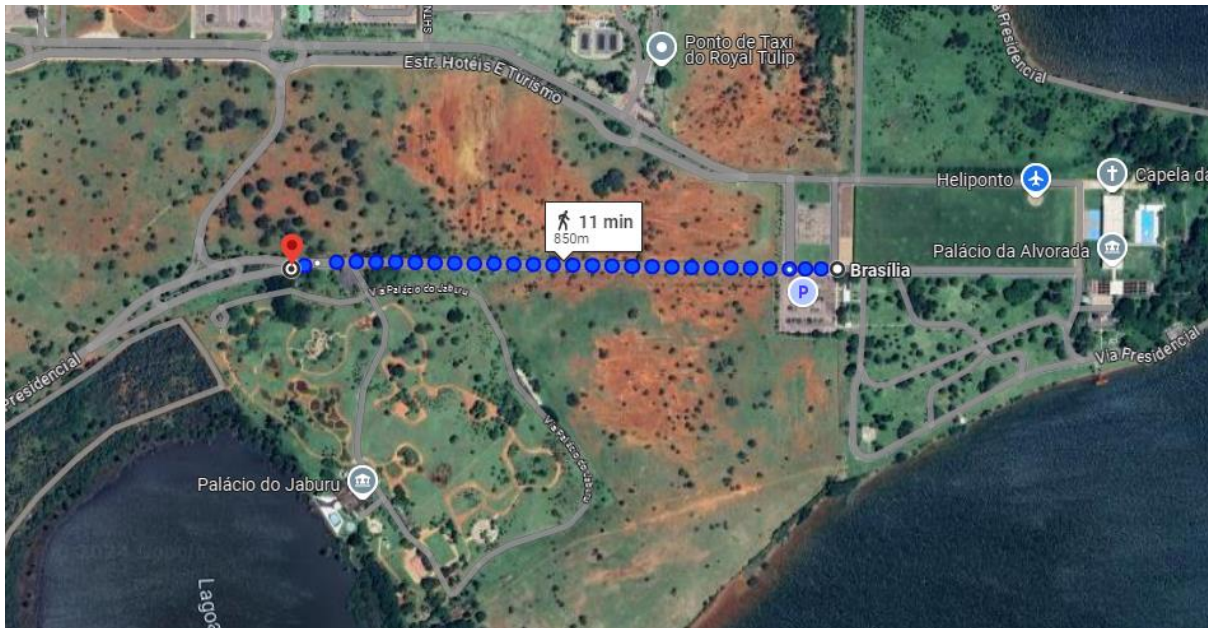 SHTN
a Presidencial
Ponto de Taxi
do Royal Tulip
Estr. Hotéis E Turismo
Heliponto
Capela da
11 min
850m
Palácio da Alvorada
Brasília
P
Via Palácio do Jaburu
Via Presidencial
Presidencial
Via Palácio do Jaburu
Palácio do Jaburu
Lagoa